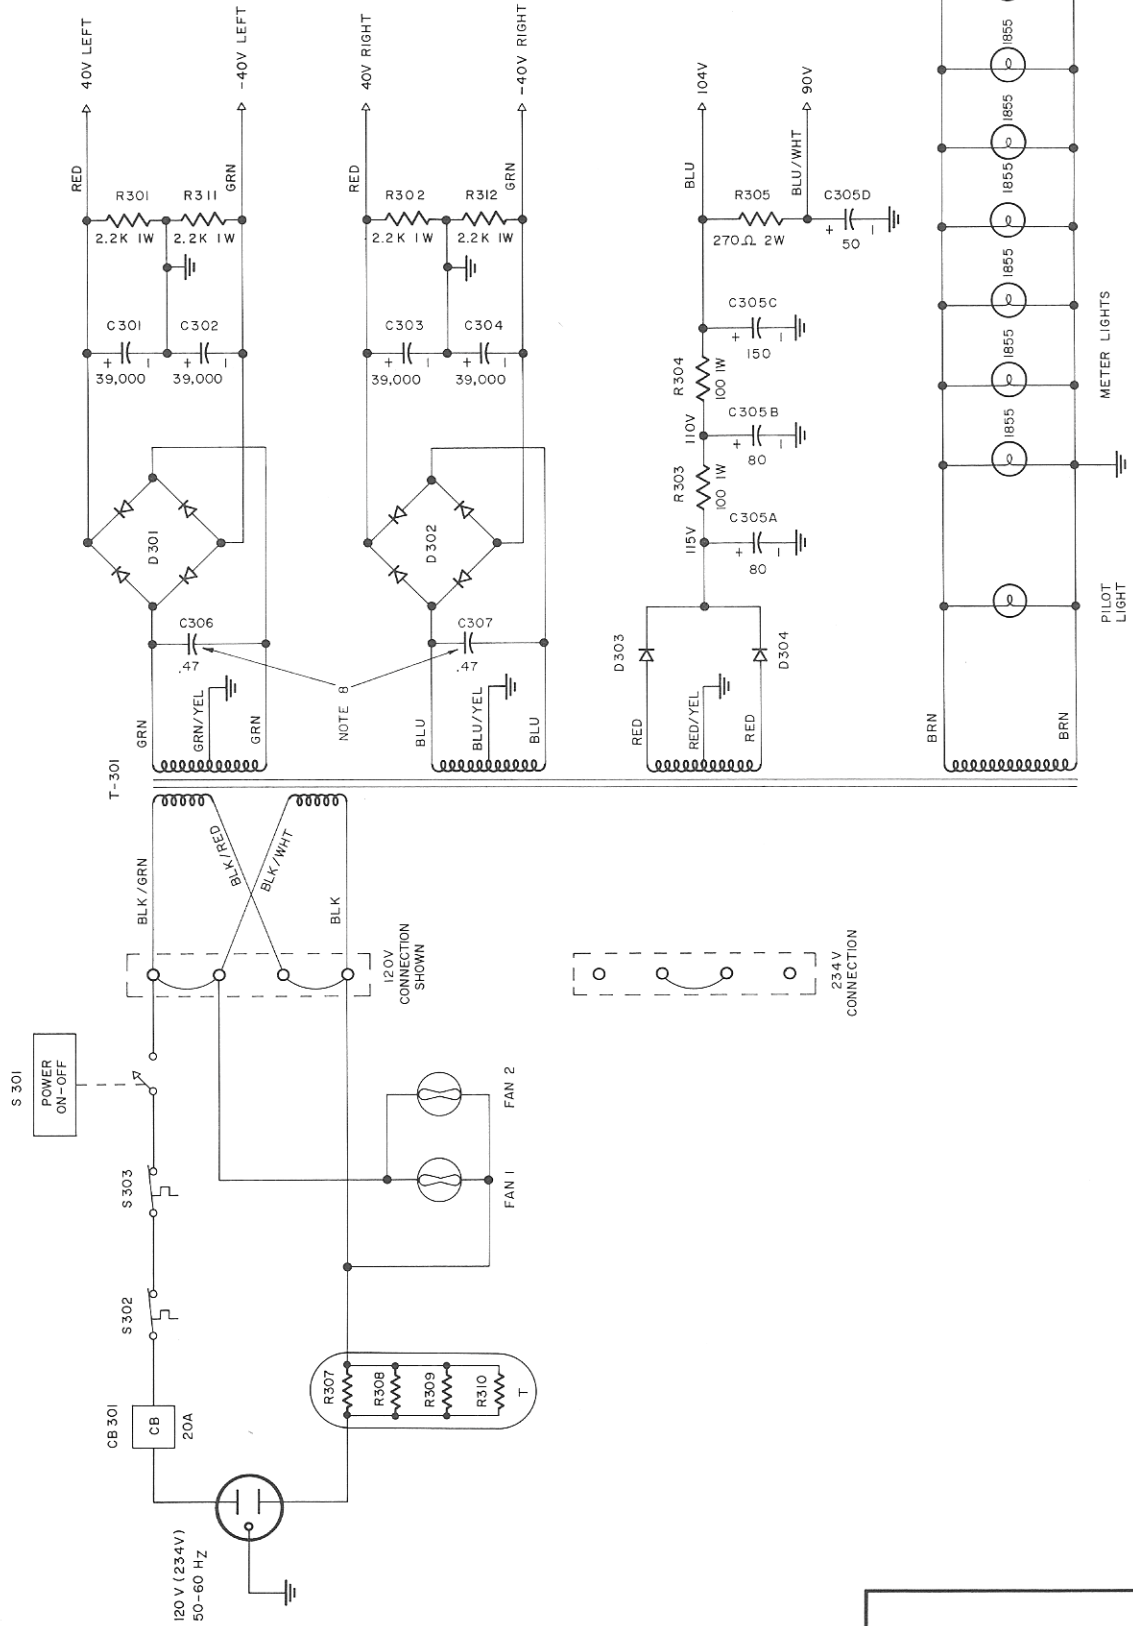 120V (234V)
50-60 HZ
CB301
CB
20A
S302
S303
S301
POWER
ON-OFF
R307
R308
R309
R310
T
FAN 1
FAN 2
120V
CONNECTION
SHOWN
234V
CONNECTION
BLK/GRN
BLK/RED
BLK/WHT
BLK
T-301
GRN
GRN/YEL
GRN
C306
.47
NOTE 8
D301
C301
+
39,000
C302
+
39,000
R301
2.2K 1W
R311
2.2K 1W
RED
GRN
40V LEFT
-40V LEFT
BLU
BLU/YEL
BLU
C307
.47
D302
C303
+
39,000
C304
+
39,000
R302
2.2K 1W
R312
2.2K 1W
RED
GRN
40V RIGHT
-40V RIGHT
RED
RED/YEL
RED
D303
D304
115V
C305A
+
80
R303
100 1W
110V
C305B
+
80
R304
100 1W
C305C
+
150
BLU
R305
270Ω 2W
BLU/WHT
C305D
+
50
104V
90V
BRN
BRN
PILOT
LIGHT
METER LIGHTS
1855
1855
1855
1855
1855
1855